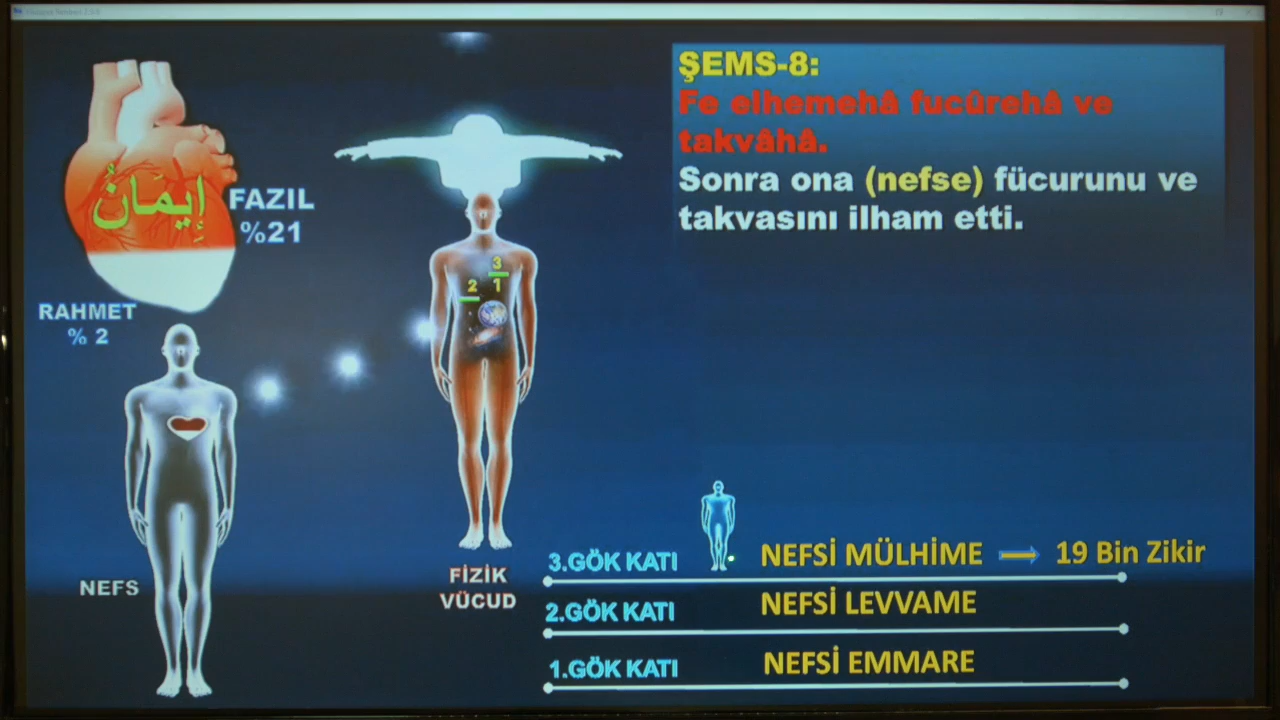 ŞEMS-8:
Fe elhemehâ fucûrehâ ve
takvâhâ.
Sonra ona (nefse) fücurunu ve
takvasını ilham etti.
إِيمَانُ
FAZIL
%21
RAHMET
% 2
3
2
1
NEFS
FİZİK
VÜCUD
3.GÖK KATI
NEFSİ MÜLHİME
19 Bin Zikir
2.GÖK KATI
NEFSİ LEVVAME
1.GÖK KATI
NEFSİ EMMARE